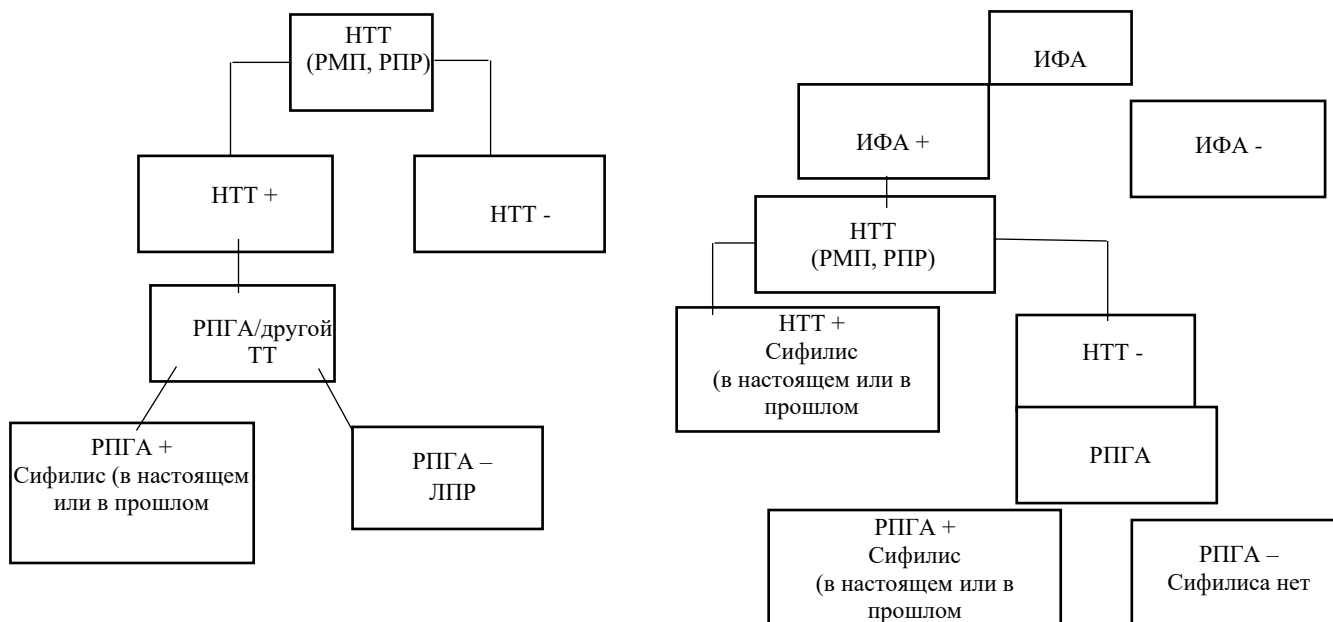 НТТ
(РМП, РПР)
НТТ +
НТТ -
РПГА/другой
ТТ
РПГА +
Сифилис (в настоящем
или в прошлом
РПГА –
ЛПР
ИФА
ИФА +
ИФА -
НТТ
(РМП, РПР)
НТТ +
Сифилис
(в настоящем или в
прошлом
НТТ -
РПГА
РПГА +
Сифилис
(в настоящем или в
прошлом
РПГА –
Сифилиса нет